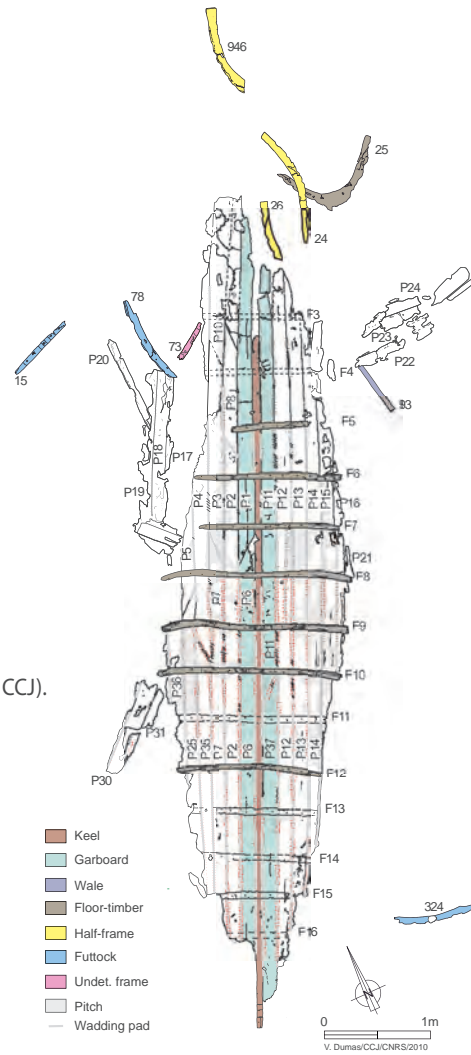 946
25
26
24
P24
78
P10
F3
73
P23
15
P20
P22
F4
P8
F5
P18
P17
F6
P4
P3
P2
P1
P11
P12
P13
P14
P15
P16
P19
F7
P5
P21
F8
P7
P6
F9
P11
F10
P36
CCJ).
P31
F11
P25
P35
P7
P2
P6
P37
P12
P13
P14
P30
F12
F13
Keel
Garboard
F14
Wale
F15
Floor-timber
324
Half-frame
F16
Futtock
Undet. frame
Pitch
Wadding pad
0 1m
V. Dumas/CCJ/CNRS/2010